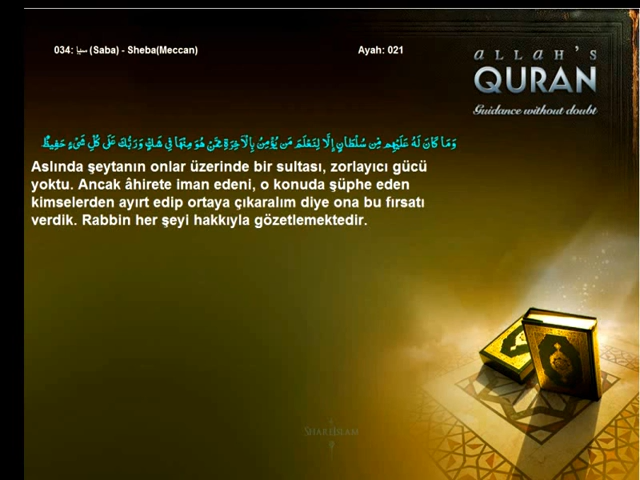 034: سبأ (Saba) - Sheba(Meccan) Ayah: 021
ALLAH'S
QURAN
Guidance without doubt
وَمَا كَانَ لَهُ عَلَيْهِم مِّن سُلْطَانٍ إِلَّا لِنَعْلَمَ مَن يُؤْمِنُ بِالْآخِرَةِ مِمَّنْ هُوَ مِنْهَا فِي شَكٍّ وَرَبُّكَ عَلَى كُلِّ شَيْءٍ حَفِيظٌ
Aslında şeytanın onlar üzerinde bir sultası, zorlayıcı gücü
yoktu. Ancak âhirete iman edeni, o konuda şüphe eden
kimselerden ayırt edip ortaya çıkaralım diye ona bu fırsatı
verdik. Rabbin her şeyi hakkıyla gözetlemektedir.
SHARIISLAM